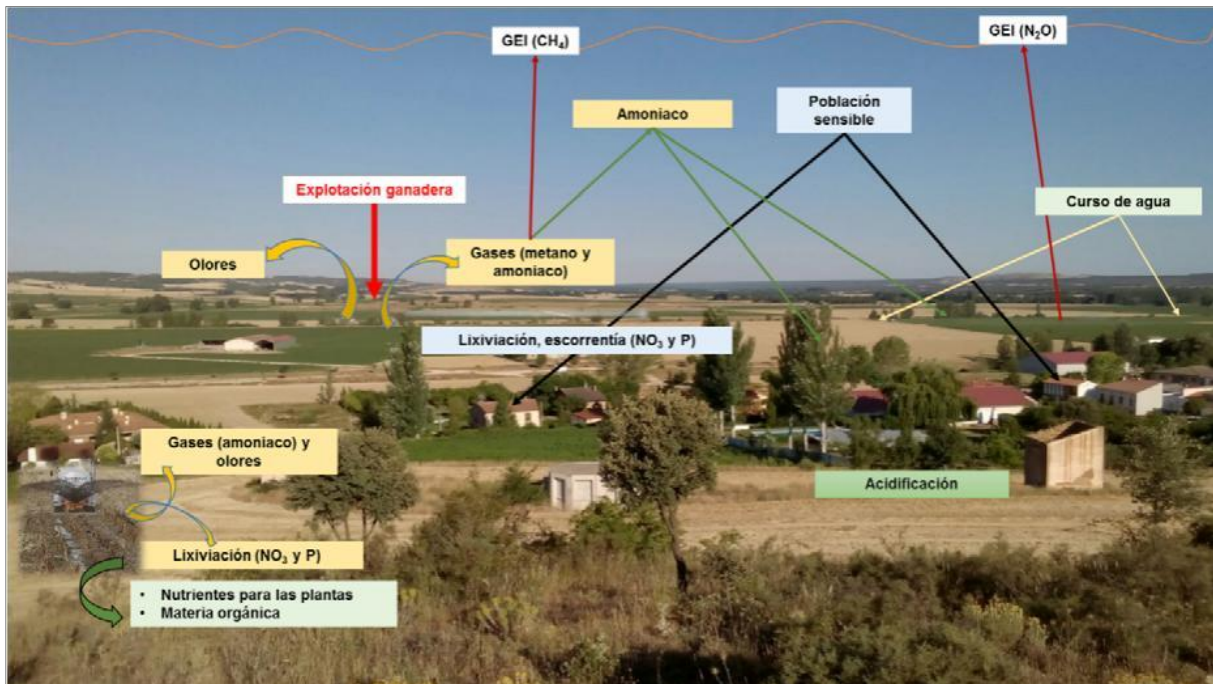 GEI (CH₄)
GEI (N₂O)
Amoniaco
Población
sensible
Explotación ganadera
Curso de agua
Olores
Gases (metano y
amoniaco)
Lixiviación, escorrentía (NO₃ y P)
Gases (amoniaco) y
olores
Acidificación
Lixiviación (NO₃ y P)
• Nutrientes para las plantas
• Materia orgánica